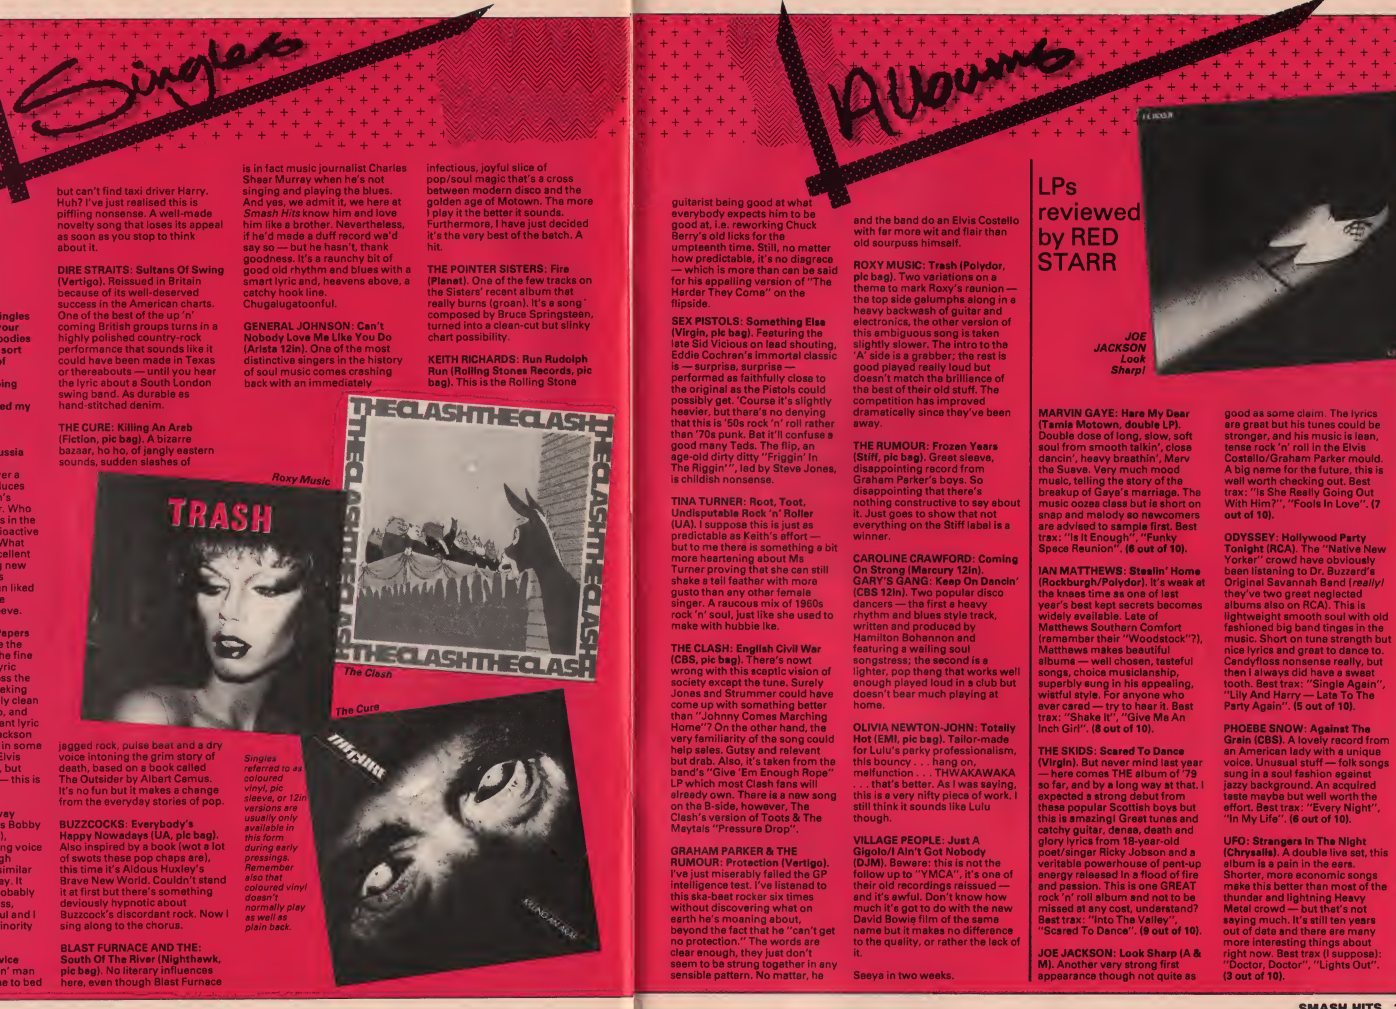 Singles
ingles
your
oodies
sort
of
ping
ed my
ussia
ver a
duces
n's
r. Who
s in the
ioactive
What
cellent
g new
s
n liked
e
eeve.
Papers
e the
he fine
yric
oss the
eaking
ly clean
o, and
ant lyric
ackson
in some
Elvis
, but
— this is
vey
s Bobby
),
ng voice
gh
similar
ay. It
obably
ss,
ul and I
inority
vice
n' man
e to bed
but can't find taxi driver Harry.
Huh? I've just realised this is
piffling nonsense. A well-made
novelty song that loses its appeal
as soon as you stop to think
about it.
DIRE STRAITS: Sultans Of Swing
(Vertigo). Reissued in Britain
because of its well-deserved
success in the American charts.
One of the best of the up 'n'
coming British groups turns in a
highly polished country-rock
performance that sounds like it
could have been made in Texas
or thereabouts — until you hear
the lyric about a South London
swing band. As durable as
hand-stitched denim.
THE CURE: Killing An Arab
(Fiction, pic bag). A bizarre
bazaar, ho ho, of jangly eastern
sounds, sudden slashes of
jagged rock, pulse beat and a dry
voice intoning the grim story of
death, based on a book called
The Outsider by Albert Camus.
It's no fun but it makes a change
from the everyday stories of pop.
BUZZCOCKS: Everybody's
Happy Nowadays (UA, pic bag).
Also inspired by a book (wot a lot
of swots these pop chaps are),
this time it's Aldous Huxley's
Brave New World. Couldn't stand
it at first but there's something
deviously hypnotic about
Buzzcock's discordant rock. Now I
sing along to the chorus.
BLAST FURNACE AND THE:
South Of The River (Nighthawk,
pic bag). No literary influences
here, even though Blast Furnace
is in fact music journalist Charles
Shaar Murray when he's not
singing and playing the blues.
And yes, we admit it, we here at
Smash Hits know him and love
him like a brother. Nevertheless,
if he'd made a duff record we'd
say so — but he hasn't, thank
goodness. It's a raunchy bit of
good old rhythm and blues with a
smart lyric and, heavens above, a
catchy hook line.
Chugalugatoonful.
GENERAL JOHNSON: Can't
Nobody Love Me Like You Do
(Arista 12in). One of the most
distinctive singers in the history
of soul music comes crashing
back with an immediately
infectious, joyful slice of
pop/soul magic that's a cross
between modern disco and the
golden age of Motown. The more
I play it the better it sounds.
Furthermore, I have just decided
it's the very best of the batch. A
hit.
THE POINTER SISTERS: Fire
(Planet). One of the few tracks on
the Sisters' recent album that
really burns (groan). It's a song
composed by Bruce Springsteen,
turned into a clean-cut but slinky
chart possibility.
KEITH RICHARDS: Run Rudolph
Run (Rolling Stones Records, pic
bag). This is the Rolling Stone
Roxy Music
TRASH
THECLASHTHECLASH
THECLASHTHECLASH
THECLASHTHECLASH
THECLASHTHECLASH
The Clash
The Cure
THE CURE
KILLING AN ARAB
Singles
referred to as
coloured
vinyl, pic
sleeve, or 12in
versions are
usually only
available in
this form
during early
pressings.
Remember
also that
coloured vinyl
doesn't
normally play
as well as
plain back.
Albums
guitarist being good at what
everybody expects him to be
good at, i.e. reworking Chuck
Berry's old licks for the
umpteenth time. Still, no matter
how predictable, it's no disgrace
— which is more than can be said
for his appalling version of "The
Harder They Come" on the
flipside.
SEX PISTOLS: Something Else
(Virgin, pic bag). Featuring the
late Sid Vicious on lead shouting,
Eddie Cochran's immortal classic
is — surprise, surprise —
performed as faithfully close to
the original as the Pistols could
possibly get. 'Course it's slightly
heavier, but there's no denying
that this is '50s rock 'n' roll rather
than '70s punk. Bet it'll confuse a
good many Teds. The flip, an
age-old dirty ditty "Friggin' In
The Riggin'", led by Steve Jones,
is childish nonsense.
TINA TURNER: Root, Toot,
Undisputable Rock 'n' Roller
(UA). I suppose this is just as
predictable as Keith's effort —
but to me there is something a bit
more heartening about Ms
Turner proving that she can still
shake a tail feather with more
gusto than any other female
singer. A raucous mix of 1960s
rock 'n' soul, just like she used to
make with hubbie Ike.
THE CLASH: English Civil War
(CBS, pic bag). There's nowt
wrong with this sceptic vision of
society except the tune. Surely
Jones and Strummer could have
come up with something better
than "Johnny Comes Marching
Home"? On the other hand, the
very familiarity of the song could
help sales. Gutsy and relevant
but drab. Also, it's taken from the
band's "Give 'Em Enough Rope"
LP which most Clash fans will
already own. There is a new song
on the B-side, however, The
Clash's version of Toots & The
Maytals "Pressure Drop".
GRAHAM PARKER & THE
RUMOUR: Protection (Vertigo).
I've just miserably failed the GP
intelligence test. I've listened to
this ska-beat rocker six times
without discovering what on
earth he's moaning about,
beyond the fact that he "can't get
no protection." The words are
clear enough, they just don't
seem to be strung together in any
sensible pattern. No matter, he
and the band do an Elvis Costello
with far more wit and flair than
old sourpuss himself.
ROXY MUSIC: Trash (Polydor,
pic bag). Two variations on a
theme to mark Roxy's reunion —
the top side galumphs along in a
heavy backwash of guitar and
electronics, the other version of
this ambiguous song is taken
slightly slower. The intro to the
'A' side is a grabber; the rest is
good played really loud but
doesn't match the brilliance of
the best of their old stuff. The
competition has improved
dramatically since they've been
away.
THE RUMOUR: Frozen Years
(Stiff, pic bag). Great sleeve,
disappointing record from
Graham Parker's boys. So
disappointing that there's
nothing constructive to say about
it. Just goes to show that not
everything on the Stiff label is a
winner.
CAROLINE CRAWFORD: Coming
On Strong (Mercury 12in)
GARY'S GANG: Keep On Dancin'
(CBS 12in). Two popular disco
dancers — the first a heavy
rhythm and blues style track,
written and produced by
Hamilton Bohannon and
featuring a wailing soul
songstress; the second is a
lighter, pop thang that works well
enough played loud in a club but
doesn't bear much playing at
home.
OLIVIA NEWTON-JOHN: Totally
Hot (EMI, pic bag). Tailor-made
for Lulu's parky professionalism,
this bouncy . . . hang on,
malfunction . . . THWAKAWAKA
. . . that's better. As I was saying,
this is a very nifty piece of work. I
still think it sounds like Lulu
though.
VILLAGE PEOPLE: Just A
Gigolo/I Ain't Got Nobody
(DJM). Beware: this is not the
follow up to "YMCA", it's one of
their old recordings reissued —
and it's awful. Don't know how
much it's got to do with the new
David Bowie film of the same
name but it makes no difference
to the quality, or rather the lack of
it.
Seeya in two weeks.
LPs
reviewed
by RED
STARR
JOE JACKSON
JOE
JACKSON
Look
Sharp!
MARVIN GAYE: Here My Dear
(Tamla Motown, double LP).
Double dose of long, slow, soft
soul from smooth talkin', close
dancin', heavy breathin', Marv
the Suave. Very much mood
music, telling the story of the
breakup of Gaye's marriage. The
music oozes class but is short on
snap and melody so newcomers
are advised to sample first. Best
trax: "Is It Enough", "Funky
Space Reunion". (6 out of 10).
IAN MATTHEWS: Stealin' Home
(Rockburgh/Polydor). It's weak at
the knees time as one of last
year's best kept secrets becomes
widely available. Late of
Matthews Southern Comfort
(remember their "Woodstock"?),
Matthews makes beautiful
albums — well chosen, tasteful
songs, choice musicianship,
superbly sung in his appealing,
wistful style. For anyone who
ever cared — try to hear it. Best
trax: "Shake It", "Give Me An
Inch Girl". (8 out of 10).
THE SKIDS: Scared To Dance
(Virgin). But never mind last year
— here comes THE album of '79
so far, and by a long way at that. I
expected a strong debut from
these popular Scottish boys but
this is amazing! Great tunes and
catchy guitar, dense, death and
glory lyrics from 18-year-old
poet/singer Ricky Jobson and a
veritable powerhouse of pent-up
energy released in a flood of fire
and passion. This is one GREAT
rock 'n' roll album and not to be
missed at any cost, understand?
Best trax: "Into The Valley",
"Scared To Dance". (9 out of 10).
JOE JACKSON: Look Sharp (A &
M). Another very strong first
appearance though not quite as
good as some claim. The lyrics
are great but his tunes could be
stronger, and his music is lean,
tense rock 'n' roll in the Elvis
Costello/Graham Parker mould.
A big name for the future, this is
well worth checking out. Best
trax: "Is She Really Going Out
With Him?", "Fools In Love". (7
out of 10).
ODYSSEY: Hollywood Party
Tonight (RCA). The "Native New
Yorker" crowd have obviously
been listening to Dr. Buzzard's
Original Savannah Band (really!
they've two great neglected
albums also on RCA). This is
lightweight smooth soul with old
fashioned big band tinges in the
music. Short on tune strength but
nice lyrics and great to dance to.
Candyfloss nonsense really, but
then I always did have a sweet
tooth. Best trax: "Single Again",
"Lily And Harry — Late To The
Party Again". (5 out of 10).
PHOEBE SNOW: Against The
Grain (CBS). A lovely record from
an American lady with a unique
voice. Unusual stuff — folk songs
sung in a soul fashion against
jazzy background. An acquired
taste maybe but well worth the
effort. Best trax: "Every Night",
"In My Life". (6 out of 10).
UFO: Strangers In The Night
(Chrysalis). A double live set, this
album is a pain in the ears.
Shorter, more economic songs
make this better than most of the
thunder and lightning Heavy
Metal crowd — but that's not
saying much. It's still ten years
out of date and there are many
more interesting things about
right now. Best trax (I suppose):
"Doctor, Doctor", "Lights Out".
(3 out of 10).
SMASH HITS